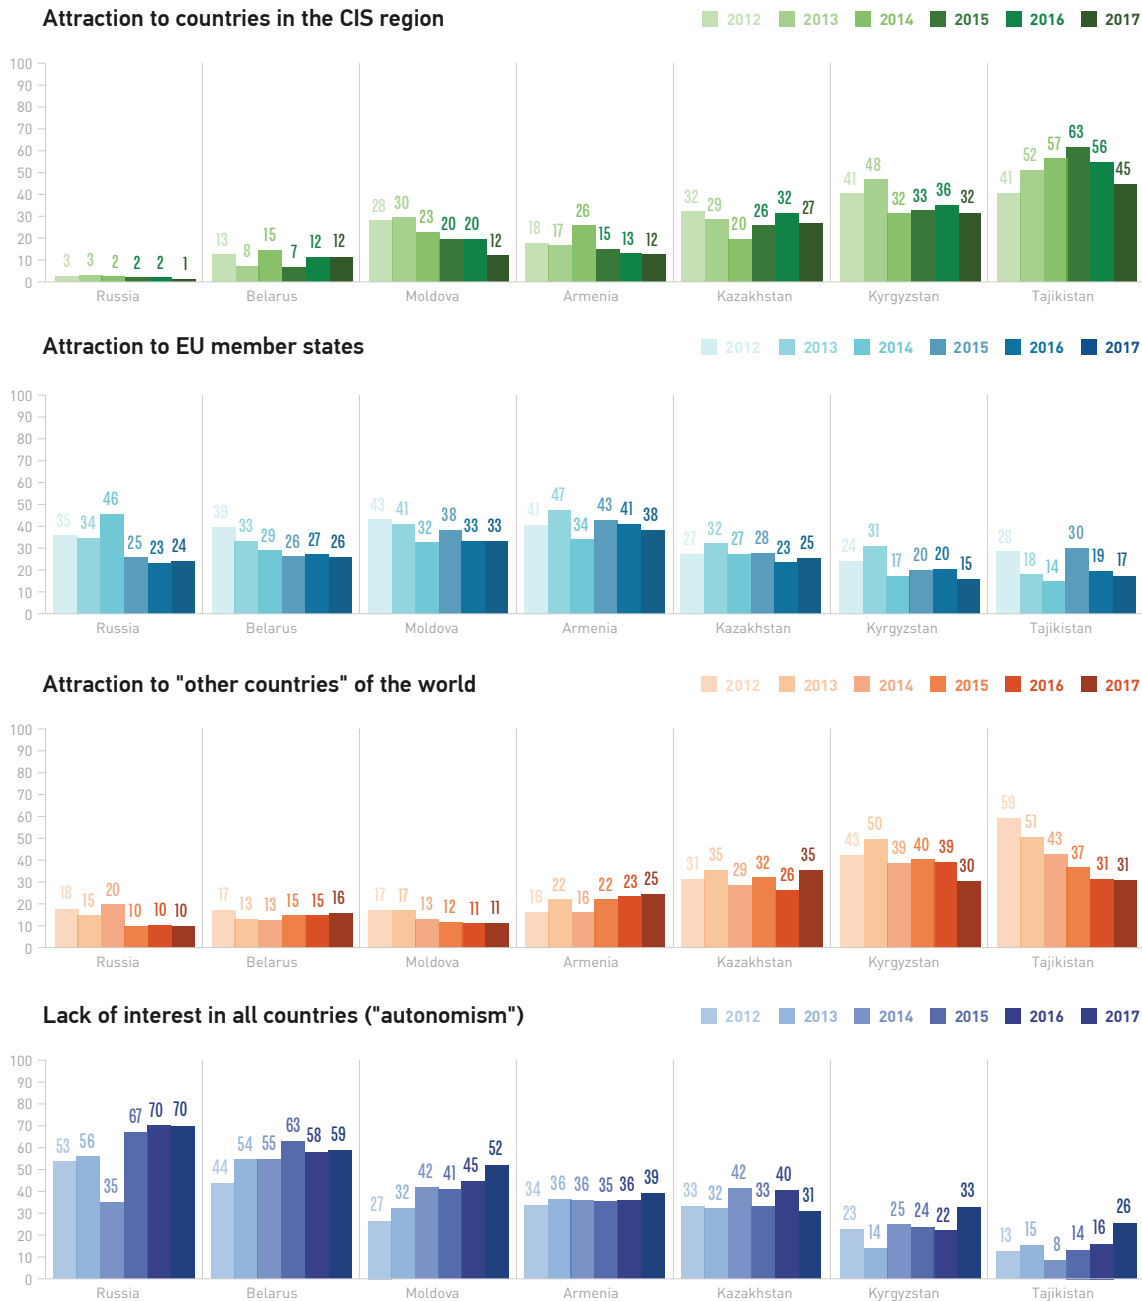 Attraction to countries in the CIS region
2012 2013 2014 2015 2016 2017
100
90
80
70
60
50
40
30
20
10
0
3 3 2 2 2 1
13 8 15 7 12 12
28 30 23 20 20 12
18 17 26 15 13 12
32 29 20 26 32 27
41 48 32 33 36 32
41 52 57 63 56 45
Russia Belarus Moldova Armenia Kazakhstan Kyrgyzstan Tajikistan
Attraction to EU member states
2012 2013 2014 2015 2016 2017
100
90
80
70
60
50
40
30
20
10
0
35 34 46 25 23 24
39 33 29 26 27 26
43 41 32 38 33 33
41 47 34 43 41 38
27 32 27 28 23 25
24 31 17 20 20 15
28 18 14 30 19 17
Russia Belarus Moldova Armenia Kazakhstan Kyrgyzstan Tajikistan
Attraction to "other countries" of the world
2012 2013 2014 2015 2016 2017
100
90
80
70
60
50
40
30
20
10
0
18 15 20 10 10 10
17 13 13 15 15 16
17 17 13 12 11 11
16 22 16 22 23 25
31 35 29 32 26 35
43 50 39 40 39 30
59 51 43 37 31 31
Russia Belarus Moldova Armenia Kazakhstan Kyrgyzstan Tajikistan
Lack of interest in all countries ("autonomism")
2012 2013 2014 2015 2016 2017
100
90
80
70
60
50
40
30
20
10
0
53 56 35 67 70 70
44 54 55 63 58 59
27 32 42 41 45 52
34 36 36 35 36 39
33 32 42 33 40 31
23 14 25 24 22 33
13 15 8 14 16 26
Russia Belarus Moldova Armenia Kazakhstan Kyrgyzstan Tajikistan